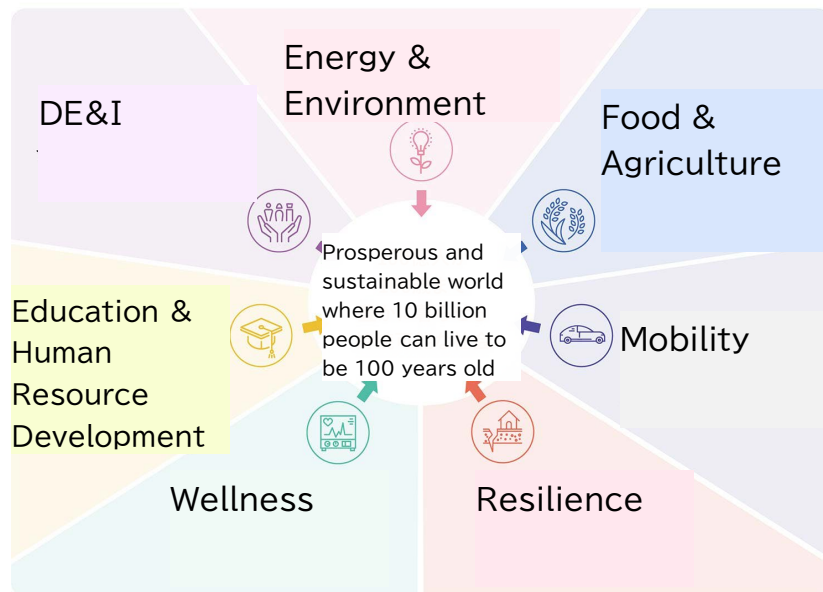 Energy &
Environment
DE&I
Food &
Agriculture
Prosperous and
sustainable world
where 10 billion
people can live to
be 100 years old
Education &
Human
Resource
Development
Mobility
Wellness
Resilience